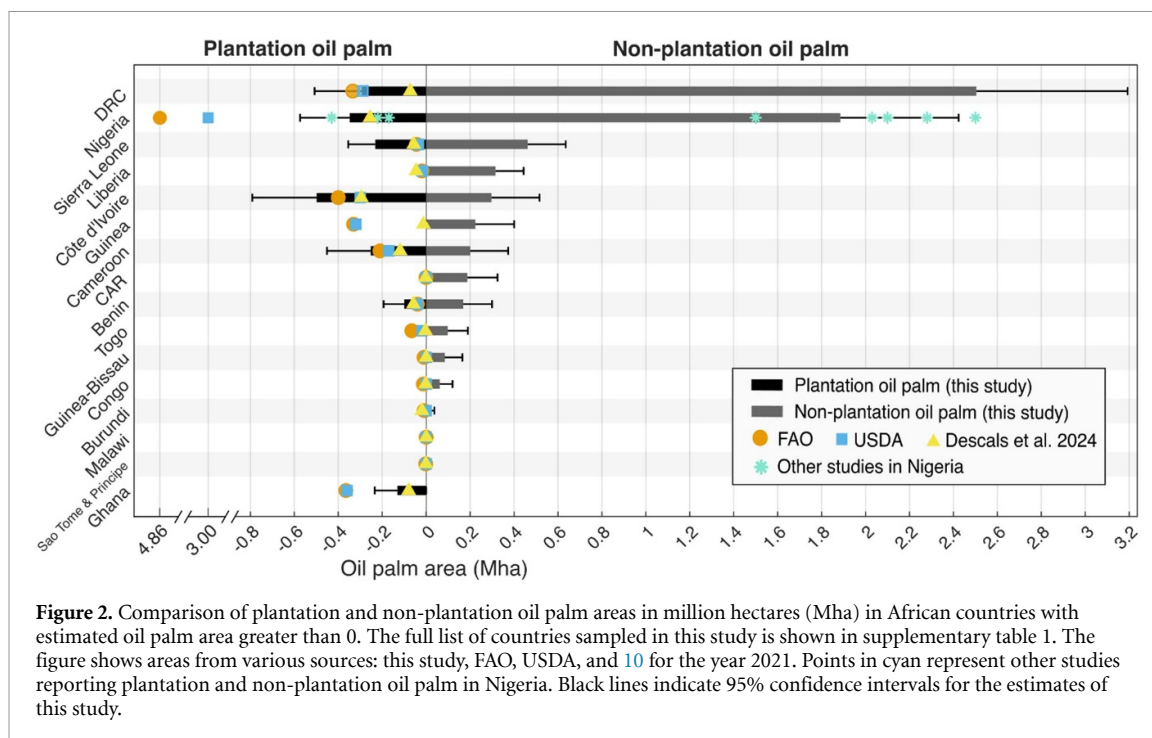 Plantation oil palm
Non-plantation oil palm
DRC
Nigeria
Sierra Leone
Liberia
Côte d'Ivoire
Guinea
Cameroon
CAR
Benin
Togo
Guinea-Bissau
Congo
Burundi
Malawi
Sao Tome & Principe
Ghana
Plantation oil palm (this study)
Non-plantation oil palm (this study)
FAO USDA Descals et al. 2024
Other studies in Nigeria
4.86 3.00 -0.8 -0.6 -0.4 -0.2 0 0.2 0.4 0.6 0.8 1 1.2 1.4 1.6 1.8 2 2.2 2.4 2.6 2.8 3 3.2
Oil palm area (Mha)
Figure 2. Comparison of plantation and non-plantation oil palm areas in million hectares (Mha) in African countries with
estimated oil palm area greater than 0. The full list of countries sampled in this study is shown in supplementary table 1. The
figure shows areas from various sources: this study, FAO, USDA, and 10 for the year 2021. Points in cyan represent other studies
reporting plantation and non-plantation oil palm in Nigeria. Black lines indicate 95% confidence intervals for the estimates of
this study.